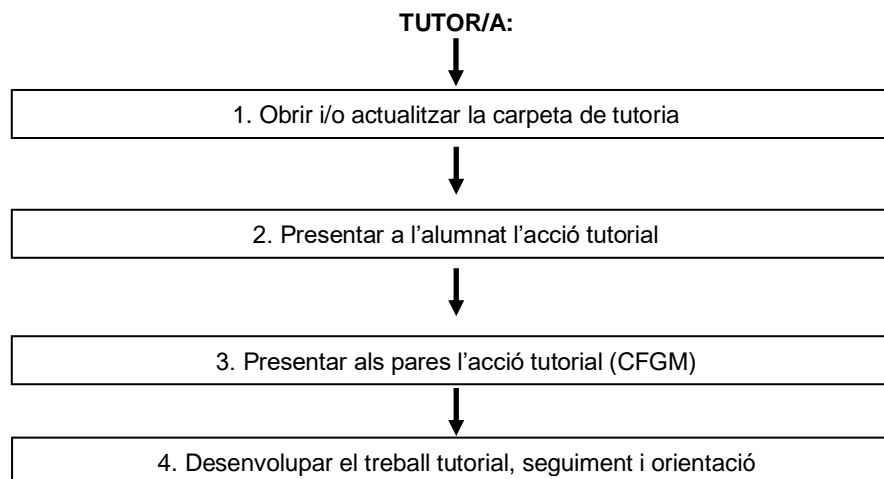 TUTOR/A:
1. Obrir i/o actualitzar la carpeta de tutoria
2. Presentar a l’alumnat l’acció tutorial
3. Presentar als pares l’acció tutorial (CFGM)
4. Desenvolupar el treball tutorial, seguiment i orientació